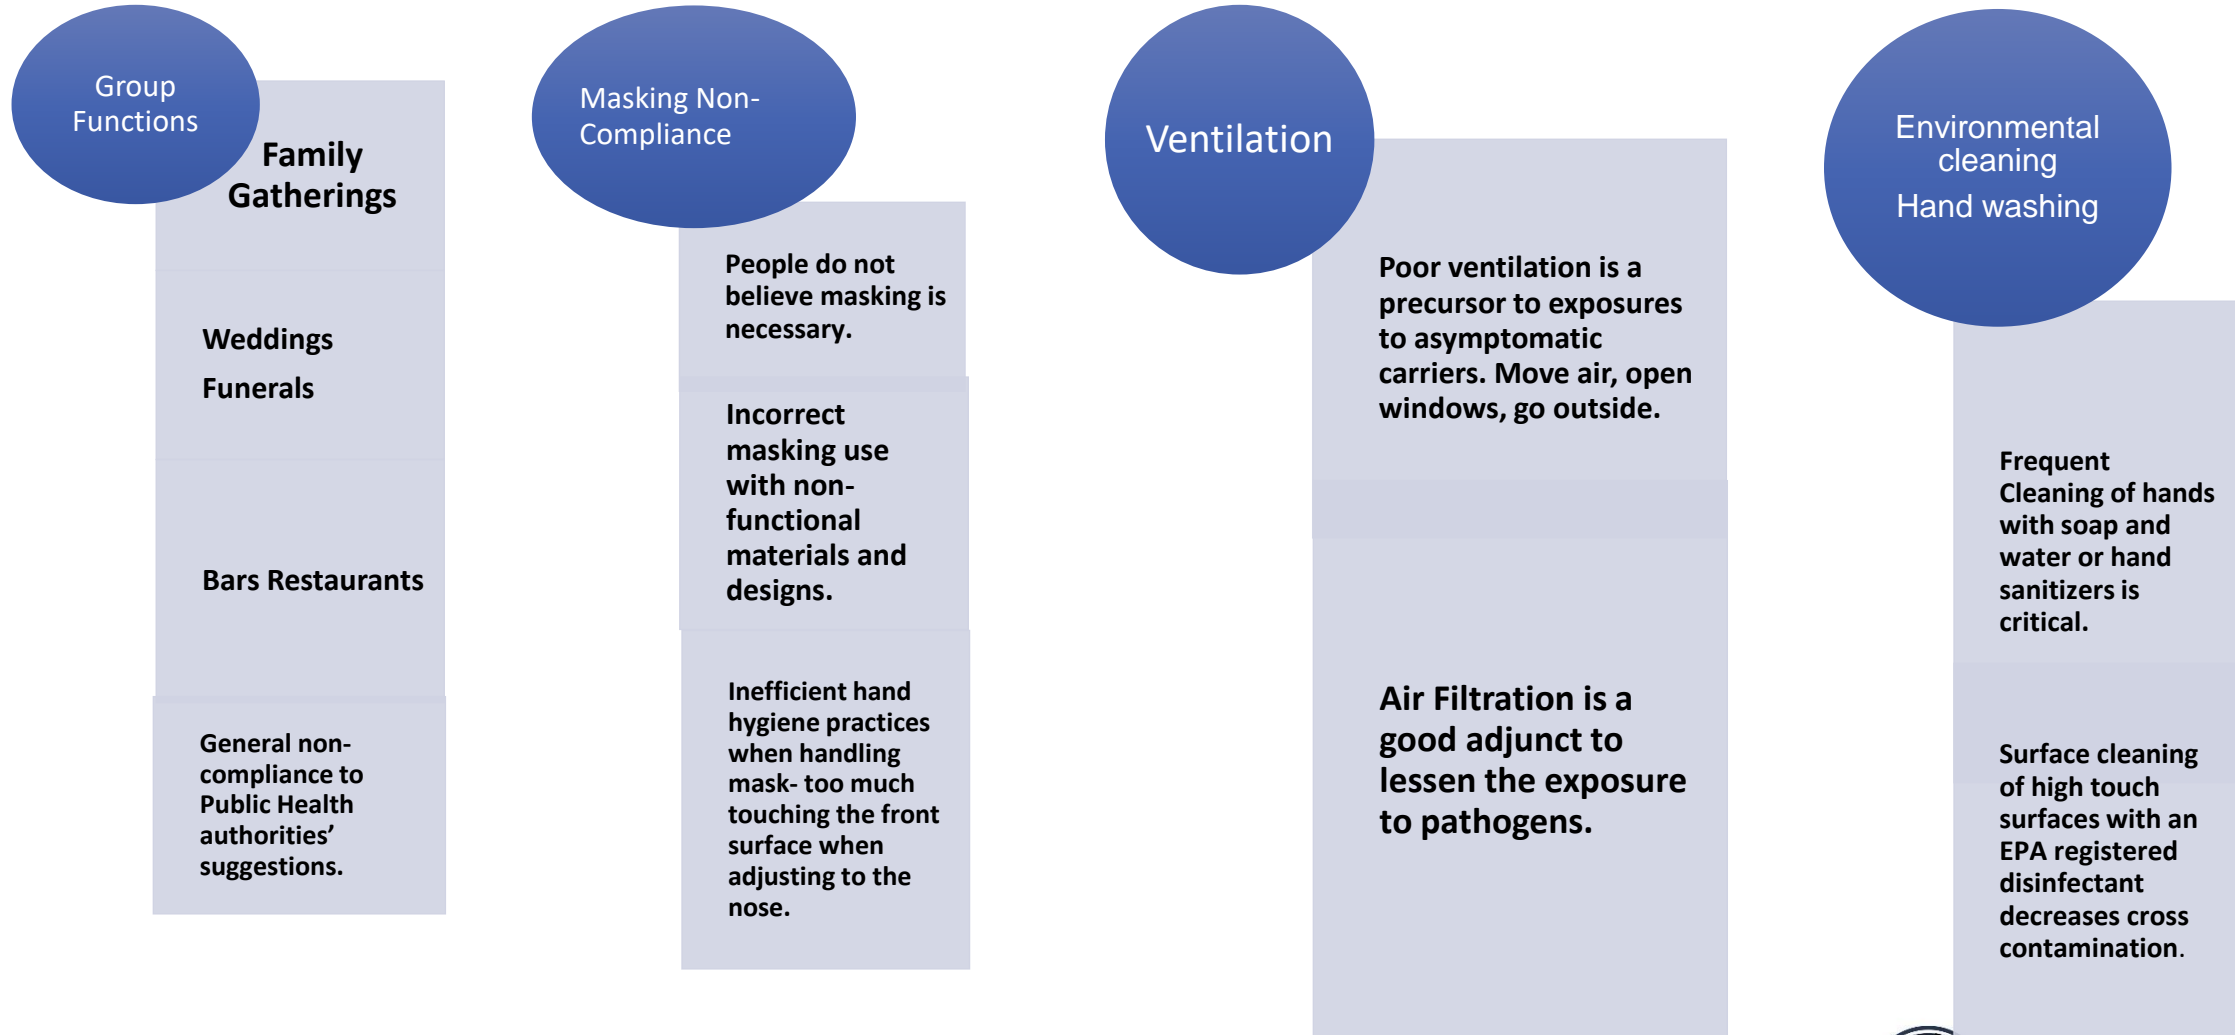 Group
Functions
Family
Gatherings
Weddings
Funerals
Bars Restaurants
General non-
compliance to
Public Health
authorities’
suggestions.
Masking Non-
Compliance
People do not
believe masking is
necessary.
Incorrect
masking use
with non-
functional
materials and
designs.
Inefficient hand
hygiene practices
when handling
mask- too much
touching the front
surface when
adjusting to the
nose.
Ventilation
Poor ventilation is a
precursor to exposures
to asymptomatic
carriers. Move air, open
windows, go outside.
Air Filtration is a
good adjunct to
lessen the exposure
to pathogens.
Environmental
cleaning
Hand washing
Frequent
Cleaning of hands
with soap and
water or hand
sanitizers is
critical.
Surface cleaning
of high touch
surfaces with an
EPA registered
disinfectant
decreases cross
contamination.